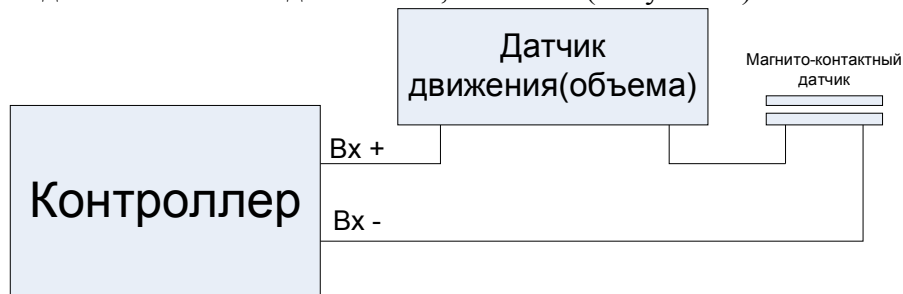 Датчик
движения(объема)
Магнито-контактный
датчик
Вх +
Контроллер
Вх -